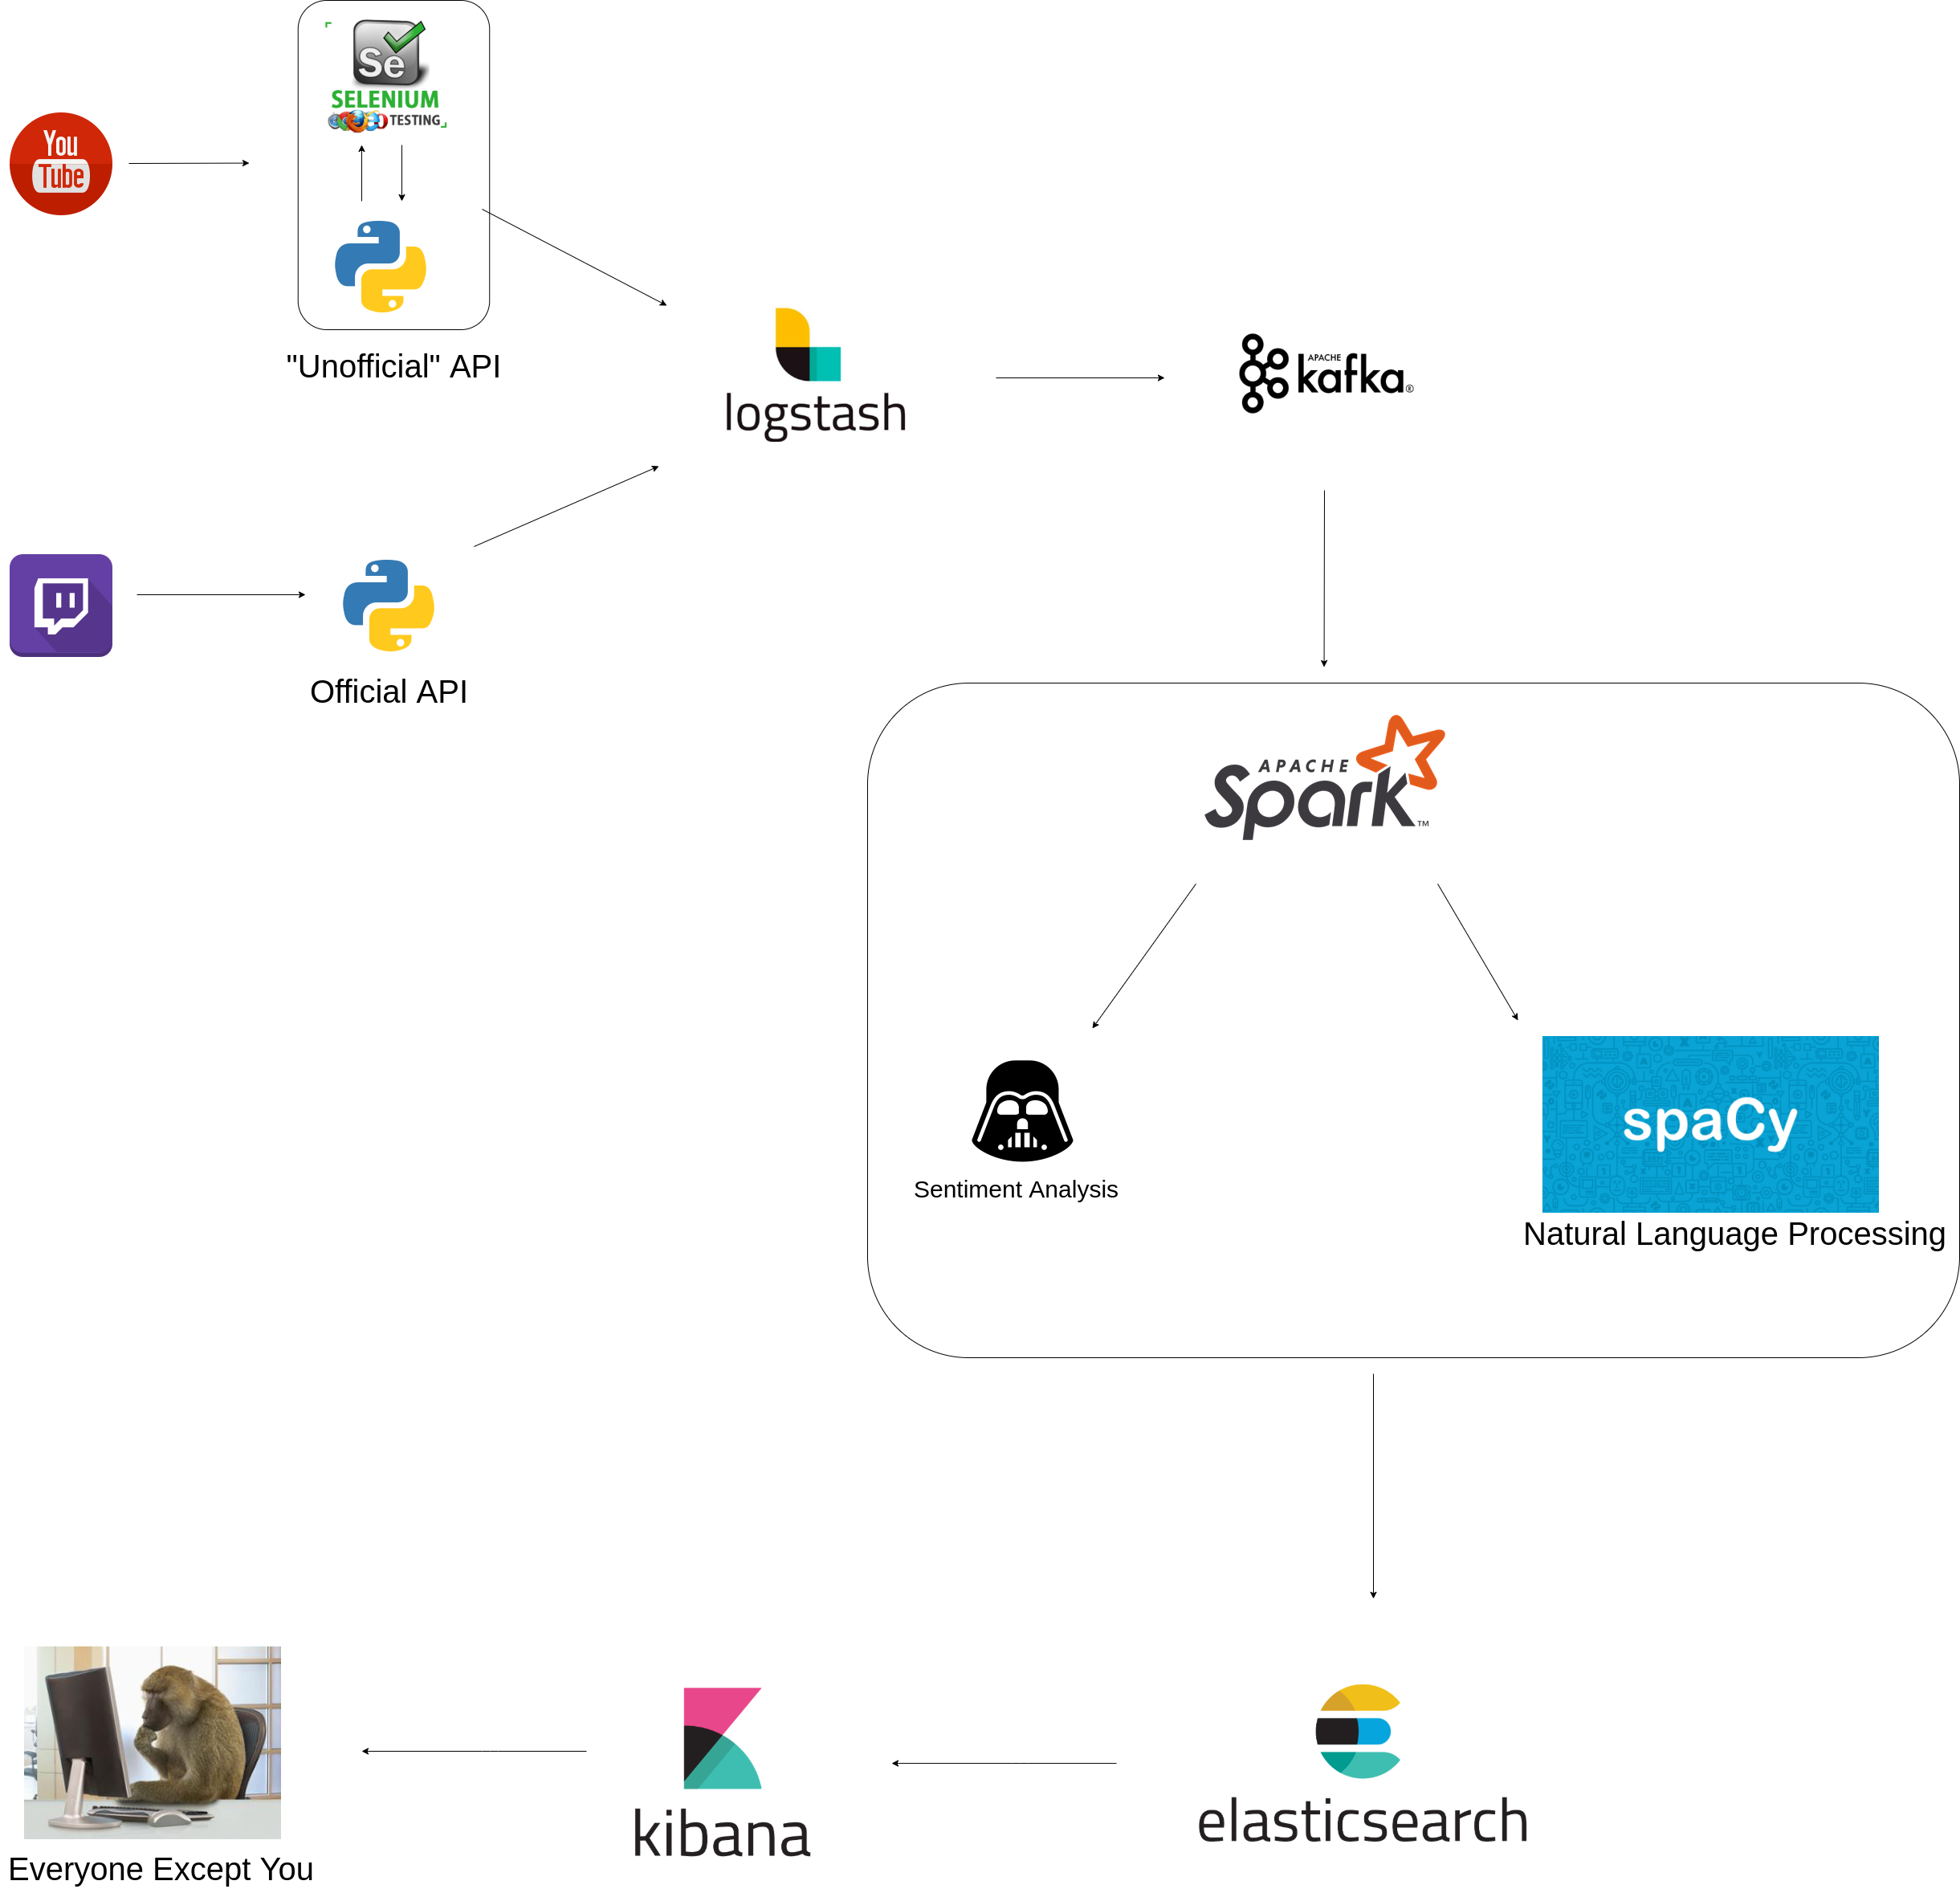 You
Tube
Se
SELENIUM
TESTING
"Unofficial" API
logstash
APACHE
kafka®
Official API
APACHE
Spark™
Sentiment Analysis
spaCy
Natural Language Processing
elasticsearch
kibana
Everyone Except You